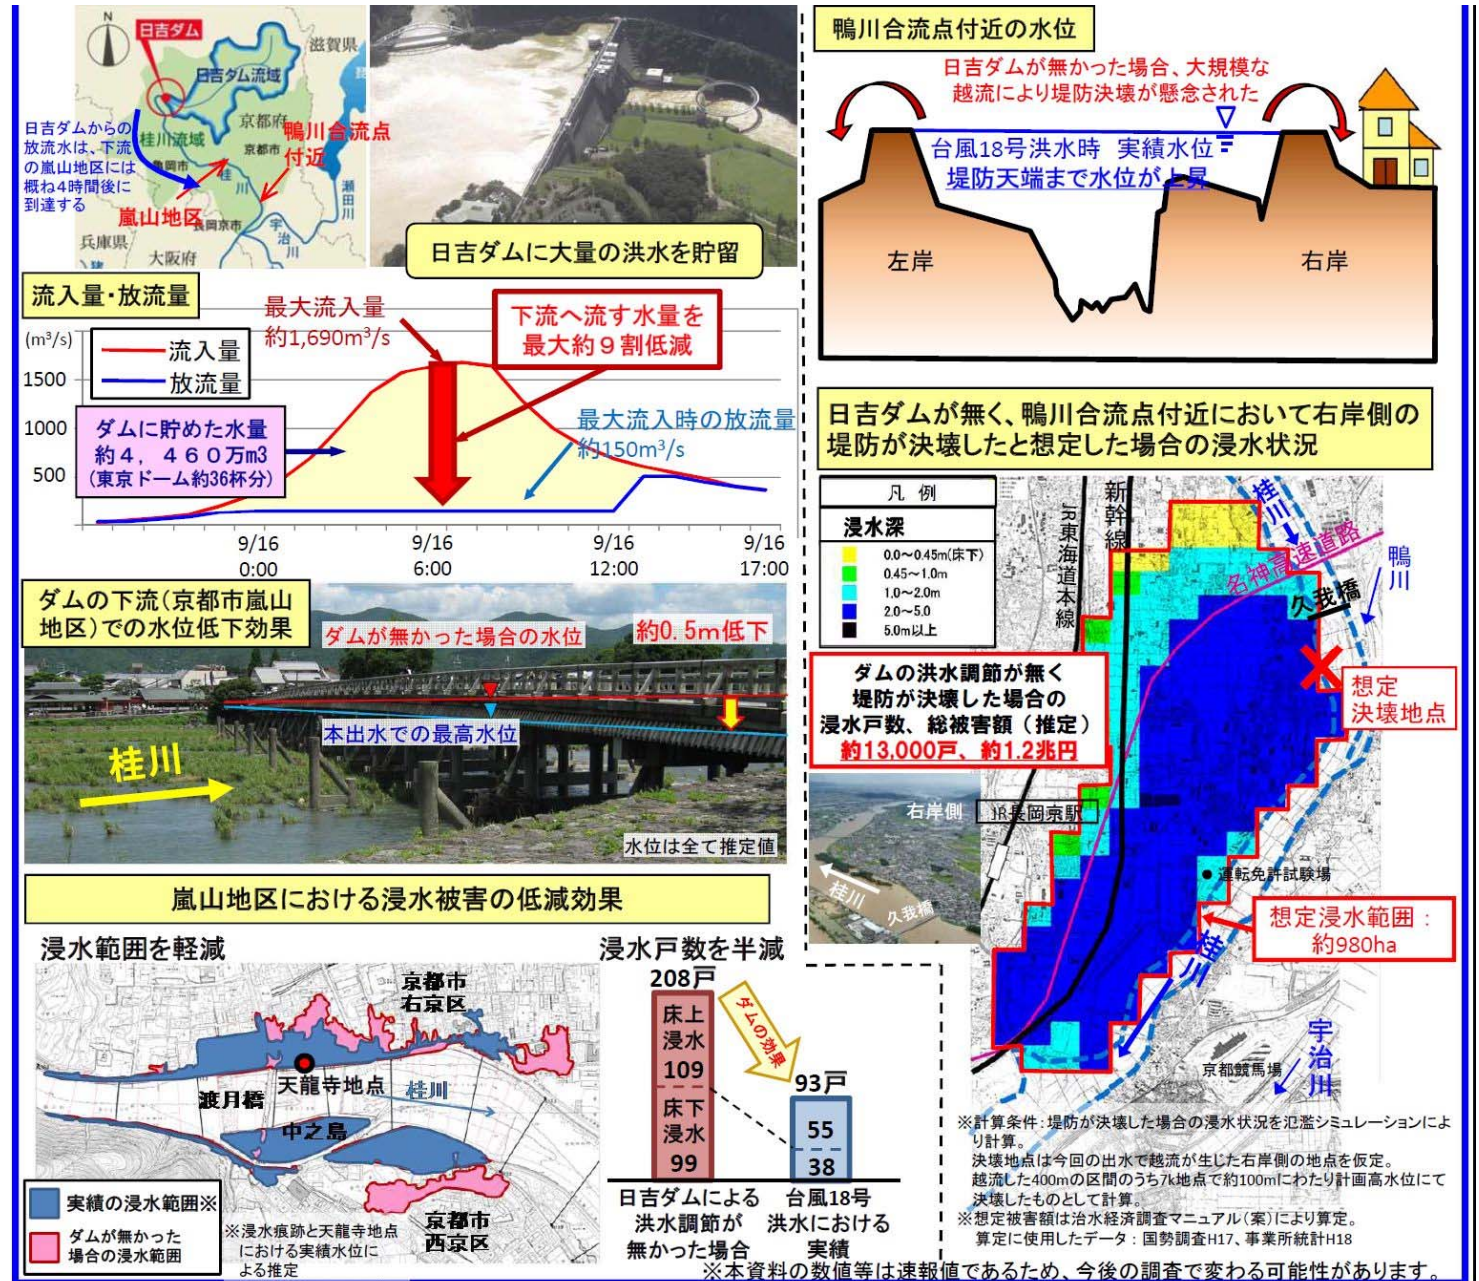 N
日吉ダム
滋賀県
日吉ダム流域
日吉ダムからの
放流水は、下流
の嵐山地区には
概ね4時間後に
到達する
桂川流域
京都府
京都市
鴨川合流点
付近
亀岡市
桂
川
嵐山地区
長岡京市
宇
治
川
瀬
田
川
兵庫県
大阪府
猪
日吉ダムに大量の洪水を貯留
流入量・放流量
(m³/s)
流入量
放流量
最大流入量
約1,690m³/s
下流へ流す水量を
最大約９割低減
1500
1000
500
ダムに貯めた水量
約４，４６０万m3
（東京ドーム約36杯分）
最大流入時の放流量
約150m³/s
9/16
0:00
9/16
6:00
9/16
12:00
9/16
17:00
ダムの下流（京都市嵐山
地区）での水位低下効果
ダムが無かった場合の水位
約0.5ｍ低下
本出水での最高水位
桂川
水位は全て推定値
嵐山地区における浸水被害の低減効果
浸水範囲を軽減
京都市
右京区
天龍寺地点
渡月橋
桂川
中之島
京都市
西京区
実績の浸水範囲※
ダムが無かった
場合の浸水範囲
※浸水痕跡と天龍寺地点
における実績水位に
よる推定
浸水戸数を半減
208戸
床上
浸水
109
床下
浸水
99
ダムの効果
93戸
55
38
日吉ダムによる
洪水調節が
無かった場合
台風18号
洪水における
実績
鴨川合流点付近の水位
日吉ダムが無かった場合、大規模な
越流により堤防決壊が懸念された
台風18号洪水時 実績水位
堤防天端まで水位が上昇
左岸
右岸
日吉ダムが無く、鴨川合流点付近において右岸側の
堤防が決壊したと想定した場合の浸水状況
凡 例
浸水深
0.0～0.45m(床下)
0.45～1.0m
1.0～2.0m
2.0～5.0
5.0m以上
JR東海道本線
新幹線
桂川
名神高速道路
鴨川
久我橋
ダムの洪水調節が無く
堤防が決壊した場合の
浸水戸数、総被害額（推定）
約13,000戸、約1.2兆円
想定
決壊地点
右岸側
JR長岡京駅
桂川
久我橋
運転免許試験場
想定浸水範囲：
約980ha
桂川
宇治川
京都競馬場
※計算条件：堤防が決壊した場合の浸水状況を氾濫シミュレーションによ
り計算。
決壊地点は今回の出水で越流が生じた右岸側の地点を仮定。
越流した400mの区間のうち7k地点で約100mにわたり計画高水位にて
決壊したものとして計算。
※想定被害額は治水経済調査マニュアル（案）により算定。
算定に使用したデータ：国勢調査H17、事業所統計H18
※本資料の数値等は速報値であるため、今後の調査で変わる可能性があります。